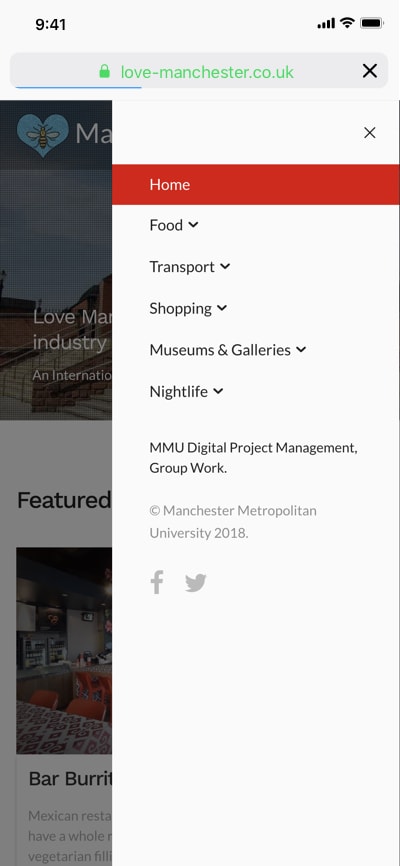 9:41
love-manchester.co.uk
Ma
Home
Food
Transport
Shopping
Museums & Galleries
Nightlife
MMU Digital Project Management,
Group Work.
© Manchester Metropolitan
University 2018.
Love Mar
industry
An Internatio
Featured
Bar Burrit
Mexican resta
have a whole r
vegetarian filli